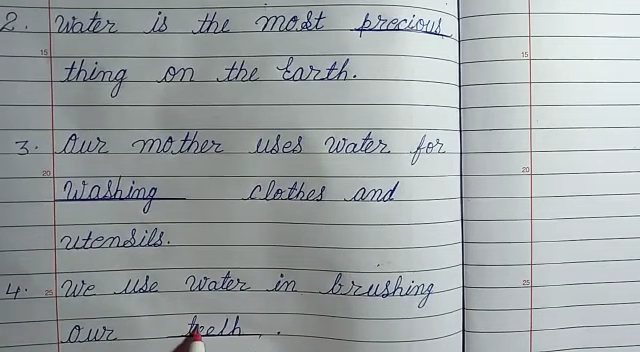 2. Water is the most precious
thing on the Earth.
3. Our mother uses water for
Washing clothes and
utensils.
4. We use water in brushing
our teeth.